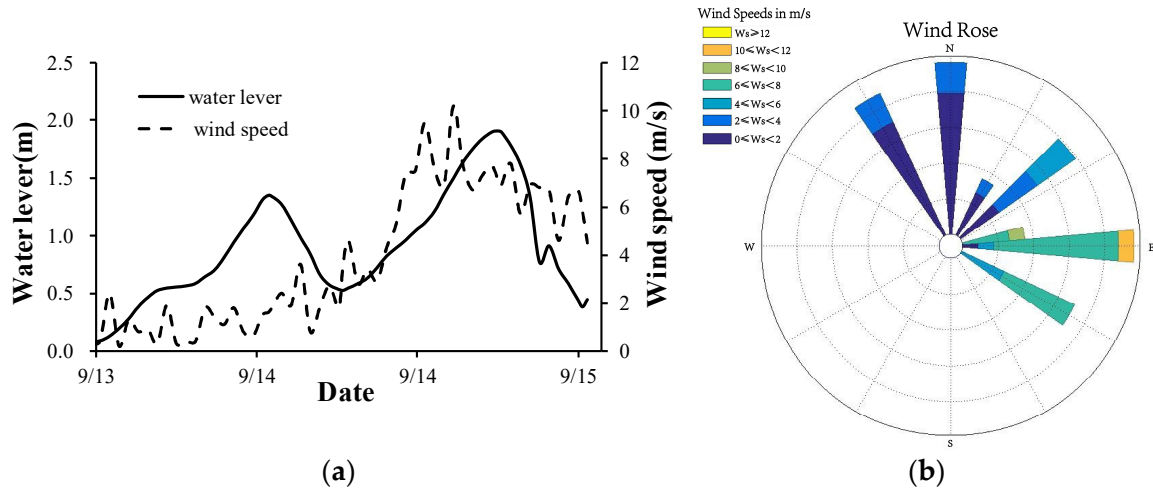 2.5
2.0
1.5
1.0
0.5
0.0
Water lever(m)
water lever
wind speed
12
10
8
6
4
2
0
Wind speed (m/s)
9/13
9/14
9/14
9/15
Date
(a)
Wind Speeds in m/s
Ws⩾12
10⩽Ws<12
8⩽Ws<10
6⩽Ws<8
4⩽Ws<6
2⩽Ws<4
0⩽Ws<2
Wind Rose
N
W
E
S
(b)